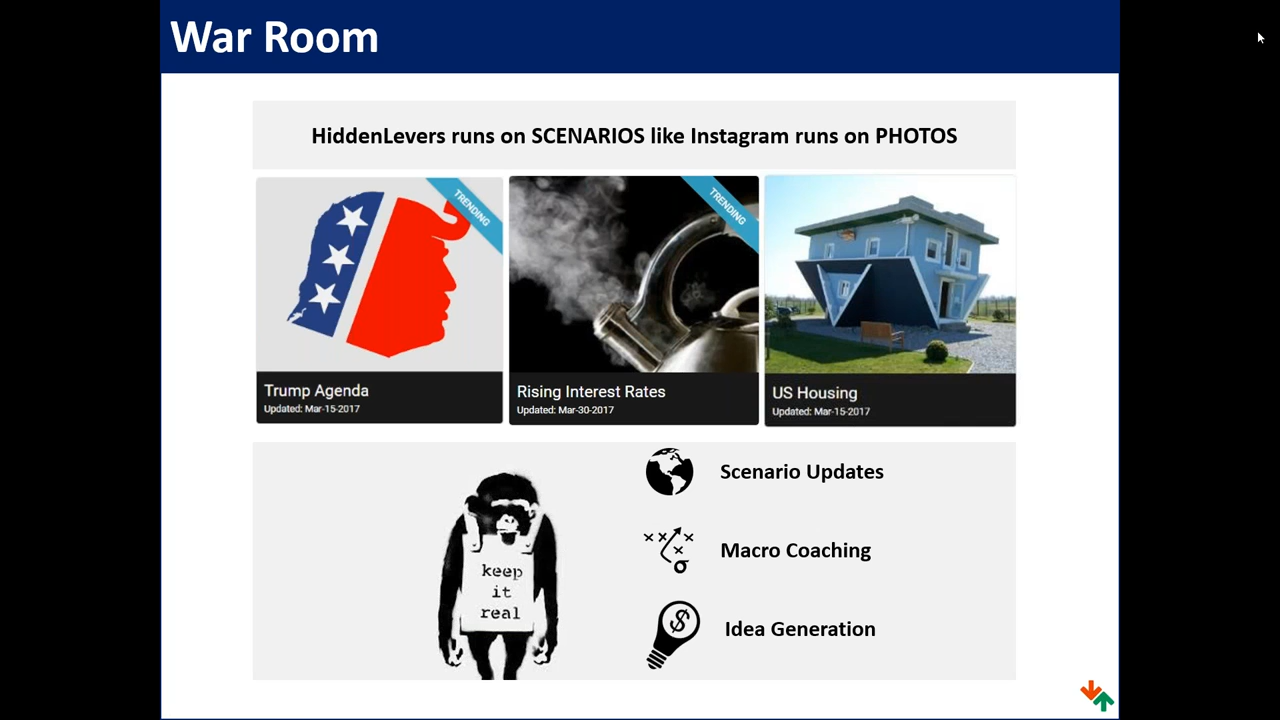 War Room
HiddenLevers runs on SCENARIOS like Instagram runs on PHOTOS
TRENDING
TRENDING
Trump Agenda
Updated: Mar-15-2017
Rising Interest Rates
Updated: Mar-30-2017
US Housing
Updated: Mar-15-2017
keep
it
real
Scenario Updates
Macro Coaching
Idea Generation